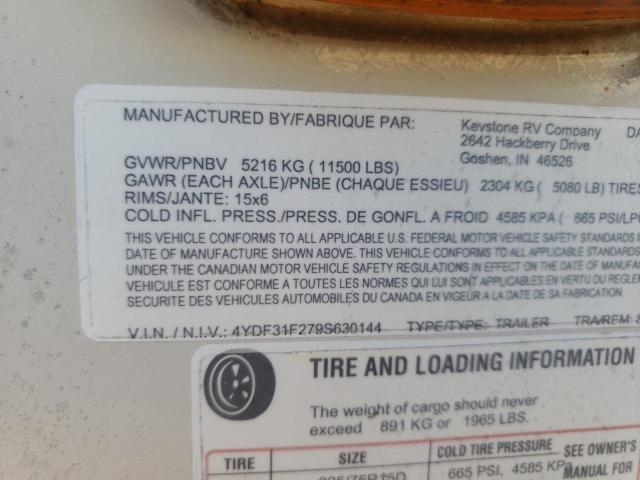 MANUFACTURED BY/FABRIQUE PAR: Keystone RV Company DA
2642 Hackberry Drive
Goshen, IN 46526
GVWR/PNBV 5216 KG ( 11500 LBS)
GAWR (EACH AXLE)/PNBE (CHAQUE ESSIEU) 2304 KG ( 5080 LB) TIRES
RIMS/JANTE: 15x6
COLD INFL. PRESS./PRESS. DE GONFL. A FROID 4585 KPA ( 665 PSI/LP
THIS VEHICLE CONFORMS TO ALL APPLICABLE U.S. FEDERAL MOTOR VEHICLE SAFETY STANDARDS
DATE OF MANUFACTURE SHOWN ABOVE. THIS VEHICLE CONFORMS TO ALL APPLICABLE STANDARDS
UNDER THE CANADIAN MOTOR VEHICLE SAFETY REGULATIONS IN EFFECT ON THE DATE OF MA
VEHICULE EST CONFORME A TOUTES LES NORMES QUI LUI SONT APPLICABLES EN VERTU DU REGLEM
SECURITE DES VEHICULES AUTOMOBILES DU CANADA EN VIGEUR A LA DATE DE SA FABRICATION.
V.I.N. / N.I.V.: 4YDF31F279S630144 TYPE/TYPE: TRAILER TRA/REM:
TIRE AND LOADING INFORMATION
The weight of cargo should never
exceed 891 KG or 1965 LBS.
TIRE SIZE COLD TIRE PRESSURE SEE OWNER'S
665 PSI, 4585 KPA MANUAL FOR